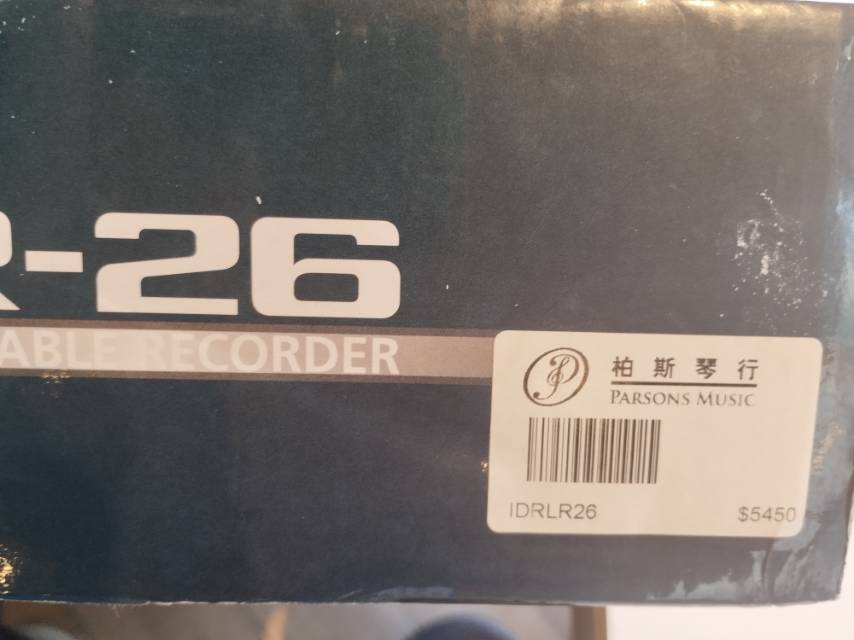 R-26
ABLE RECORDER
柏斯琴行
PARSONS MUSIC
IDRLR26
$5450